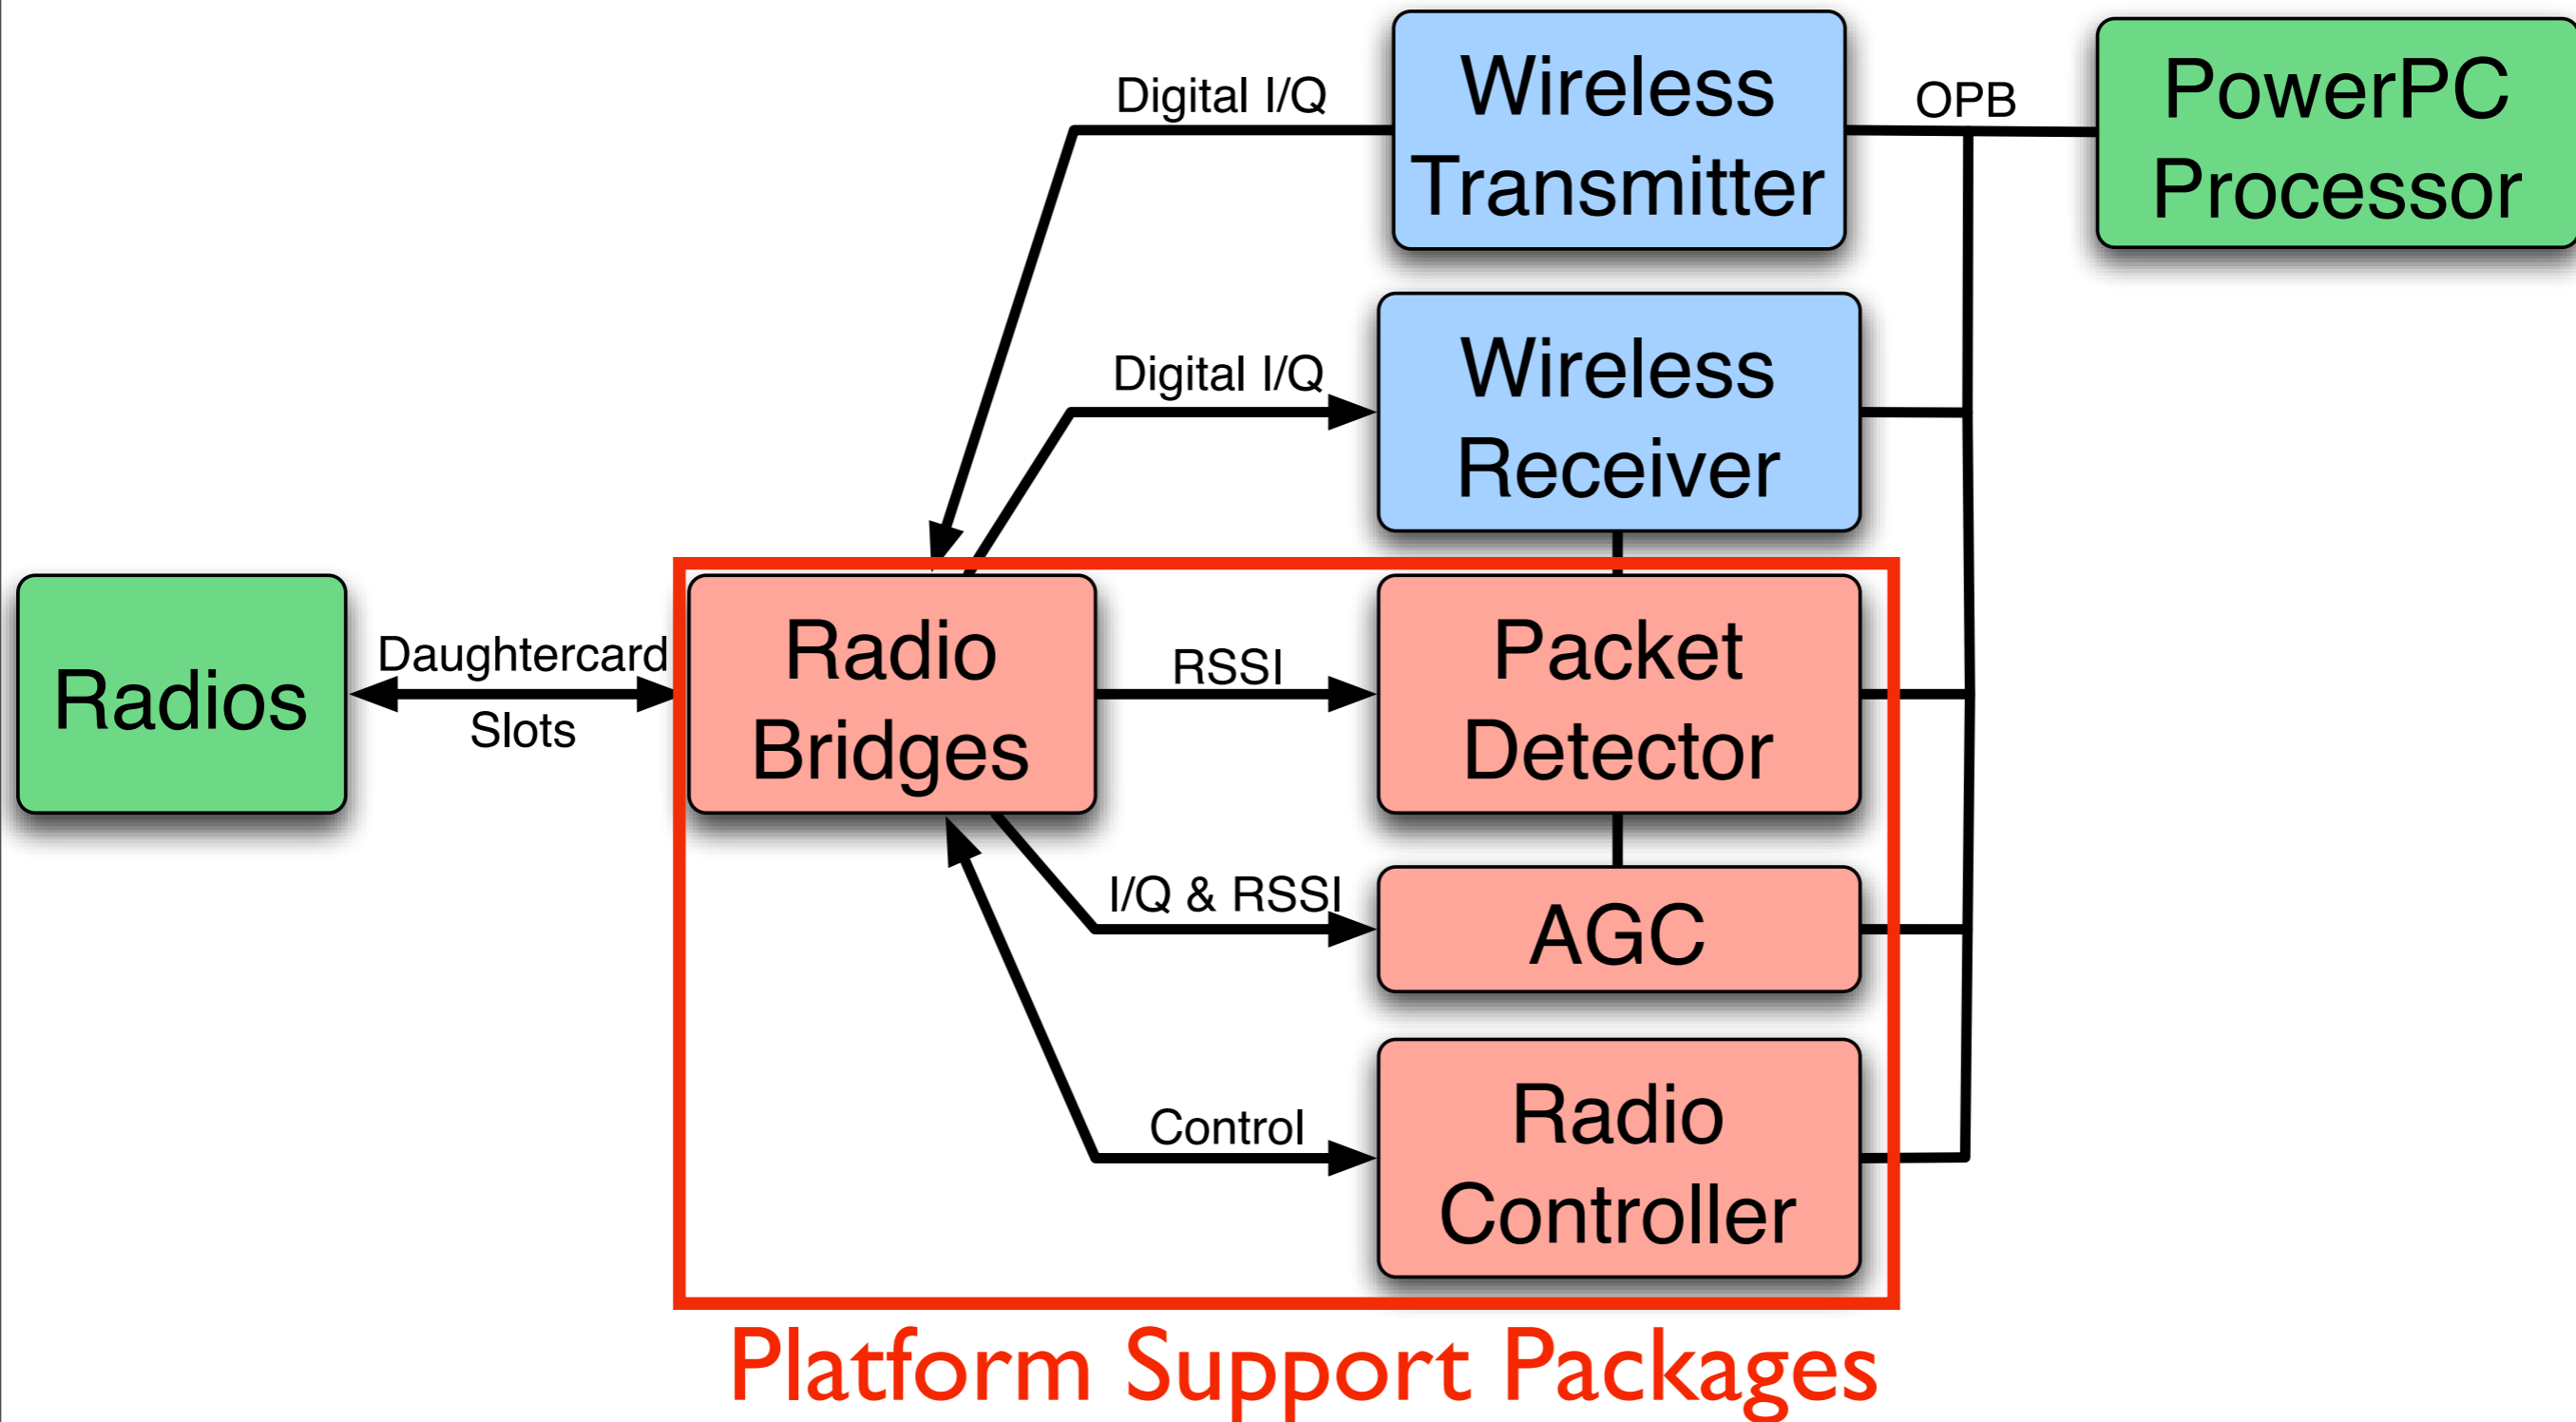 Digital I/Q
Wireless
Transmitter
OPB
PowerPC
Processor
Digital I/Q
Wireless
Receiver
Radios
Daughtercard
Slots
Radio
Bridges
RSSI
Packet
Detector
I/Q & RSSI
AGC
Control
Radio
Controller
Platform Support Packages